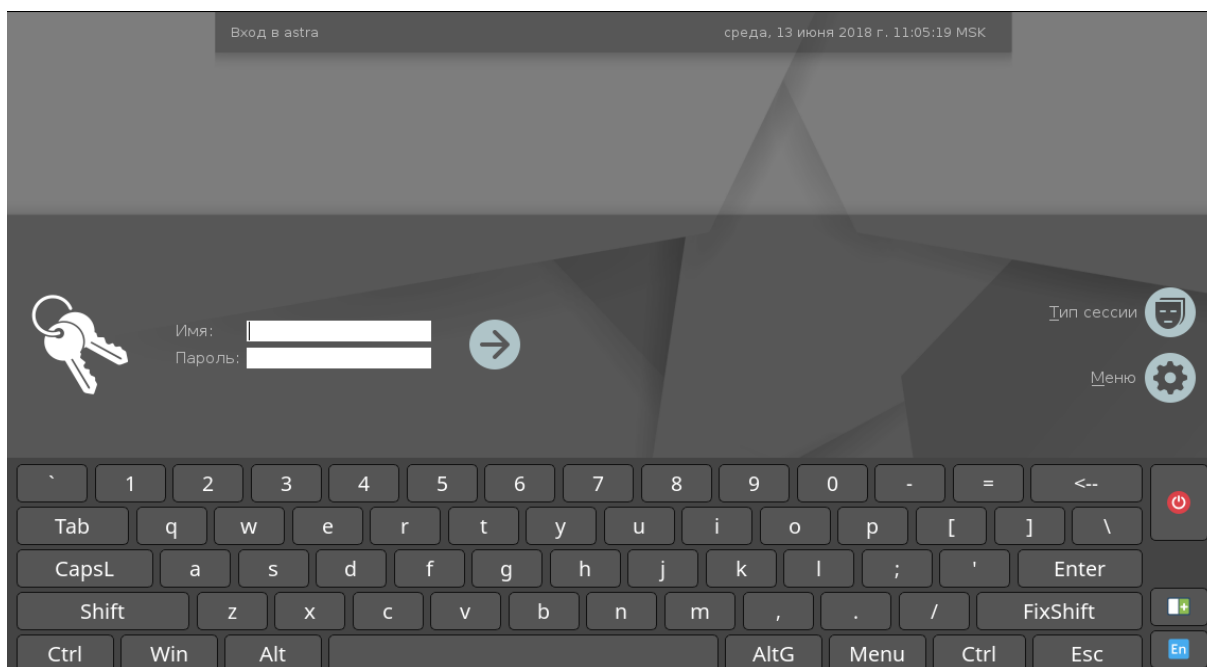 Вход в astra среда, 13 июня 2018 г. 11:05:19 MSK
Тип сессии
Имя:
Пароль:
Меню
` 1 2 3 4 5 6 7 8 9 0 - = <--
Tab q w e r t y u i o p [ ] \
CapsL a s d f g h j k l ; ' Enter
Shift z x c v b n m , . / FixShift
Ctrl Win Alt AltG Menu Ctrl Esc En